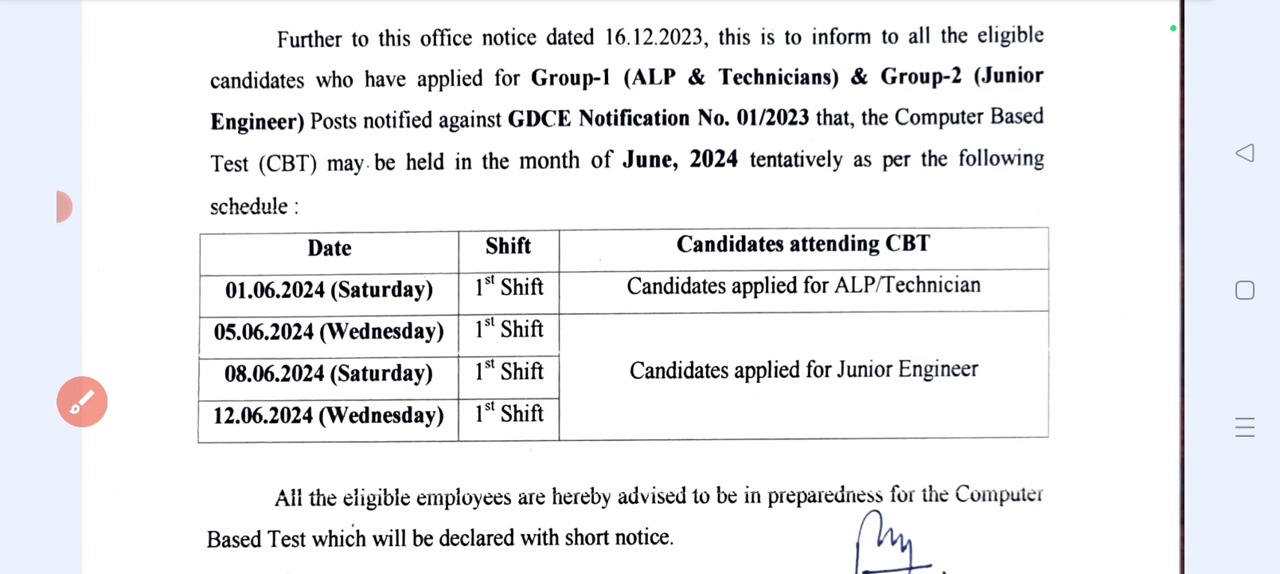 Further to this office notice dated 16.12.2023, this is to inform to all the eligible
candidates who have applied for Group-1 (ALP & Technicians) & Group-2 (Junior
Engineer) Posts notified against GDCE Notification No. 01/2023 that, the Computer Based
Test (CBT) may be held in the month of June, 2024 tentatively as per the following
schedule :
Date Shift Candidates attending CBT
01.06.2024 (Saturday) 1st Shift Candidates applied for ALP/Technician
05.06.2024 (Wednesday) 1st Shift
08.06.2024 (Saturday) 1st Shift Candidates applied for Junior Engineer
12.06.2024 (Wednesday) 1st Shift
All the eligible employees are hereby advised to be in preparedness for the Computer
Based Test which will be declared with short notice.